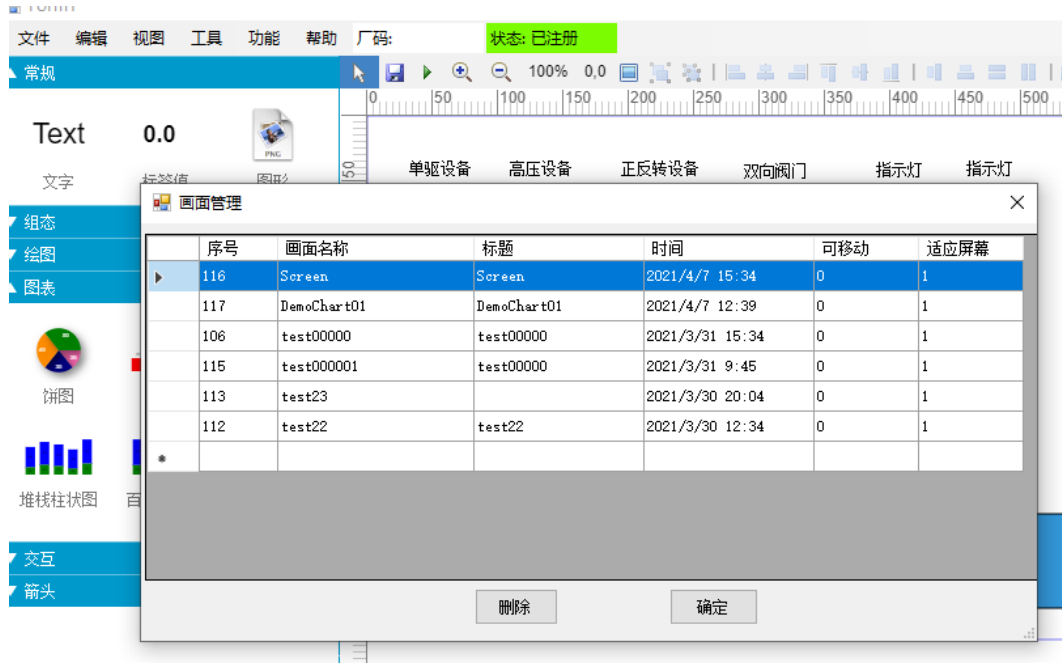 文件 编辑 视图 工具 功能 帮助 厂码: 状态: 已注册
常规
100% 0,0
0 50 100 150 200 250 300 350 400 450 500
Text 0.0
PNG
50
单驱设备 高压设备 正反转设备 双向阀门 指示灯 指示灯
文字 标签值 图形
画面管理
组态
序号 画面名称 标题 时间 可移动 适应屏幕
绘图
116 Screen Screen 2021/4/7 15:34 0 1
图表
117 DemoChart01 DemoChart01 2021/4/7 12:39 0 1
106 test00000 test00000 2021/3/31 15:34 0 1
115 test000001 test00000 2021/3/31 9:45 0 1
饼图
113 test23 2021/3/30 20:04 0 1
112 test22 test22 2021/3/30 12:34 0 1
堆栈柱状图 百
交互
箭头
删除 确定